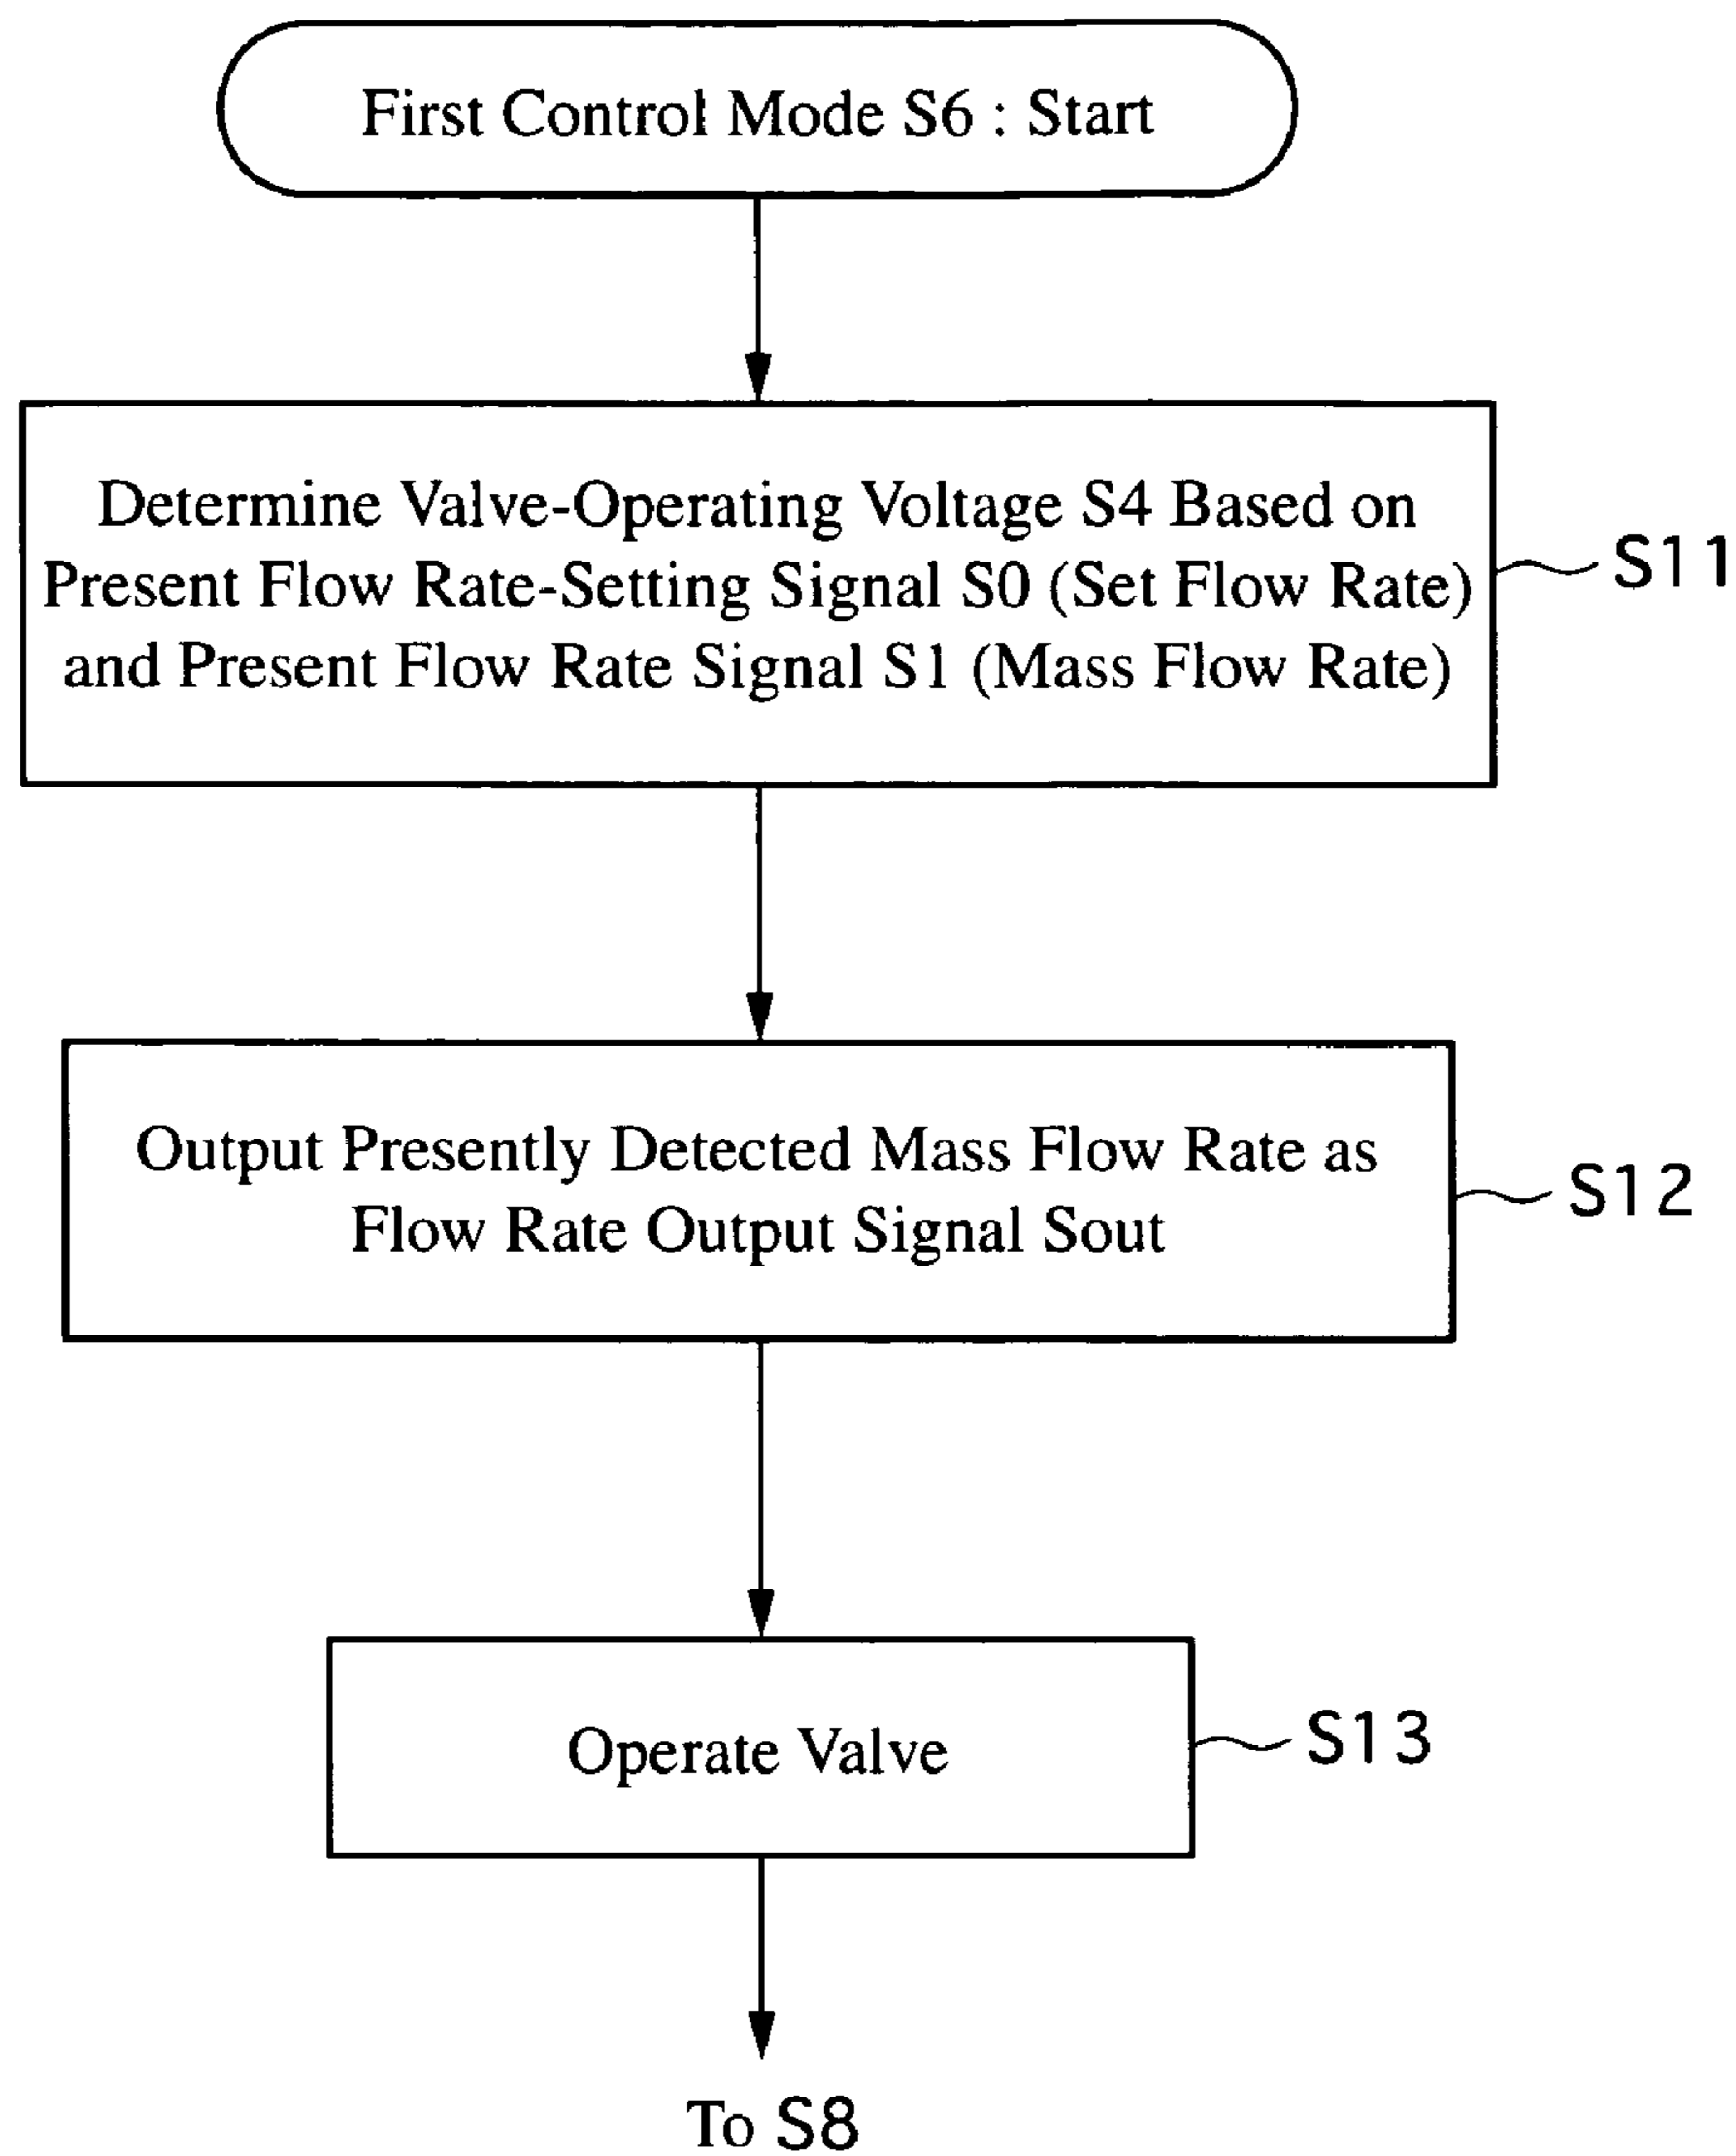 First Control Mode S6 : Start
Determine Valve-Operating Voltage S4 Based on
Present Flow Rate-Setting Signal S0 (Set Flow Rate)
and Present Flow Rate Signal S1 (Mass Flow Rate)
S11
Output Presently Detected Mass Flow Rate as
Flow Rate Output Signal Sout
S12
Operate Valve
S13
To S8